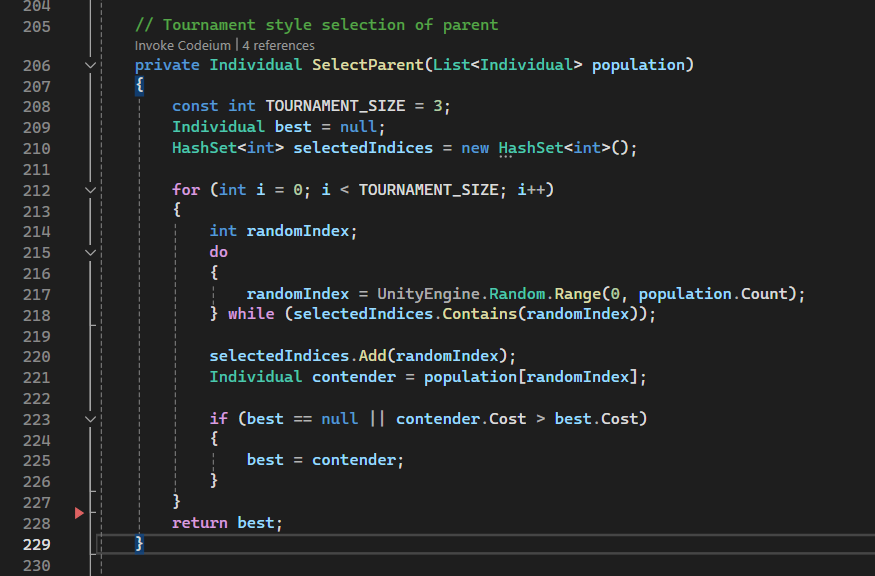 204
205 // Tournament style selection of parent
Invoke Codeium | 4 references
206 private Individual SelectParent(List<Individual> population)
207 {
208 const int TOURNAMENT_SIZE = 3;
209 Individual best = null;
210 HashSet<int> selectedIndices = new HashSet<int>();
211
212 for (int i = 0; i < TOURNAMENT_SIZE; i++)
213 {
214 int randomIndex;
215 do
216 {
217 randomIndex = UnityEngine.Random.Range(0, population.Count);
218 } while (selectedIndices.Contains(randomIndex));
219
220 selectedIndices.Add(randomIndex);
221 Individual contender = population[randomIndex];
222
223 if (best == null || contender.Cost > best.Cost)
224 {
225 best = contender;
226 }
227 }
228 return best;
229 }
230